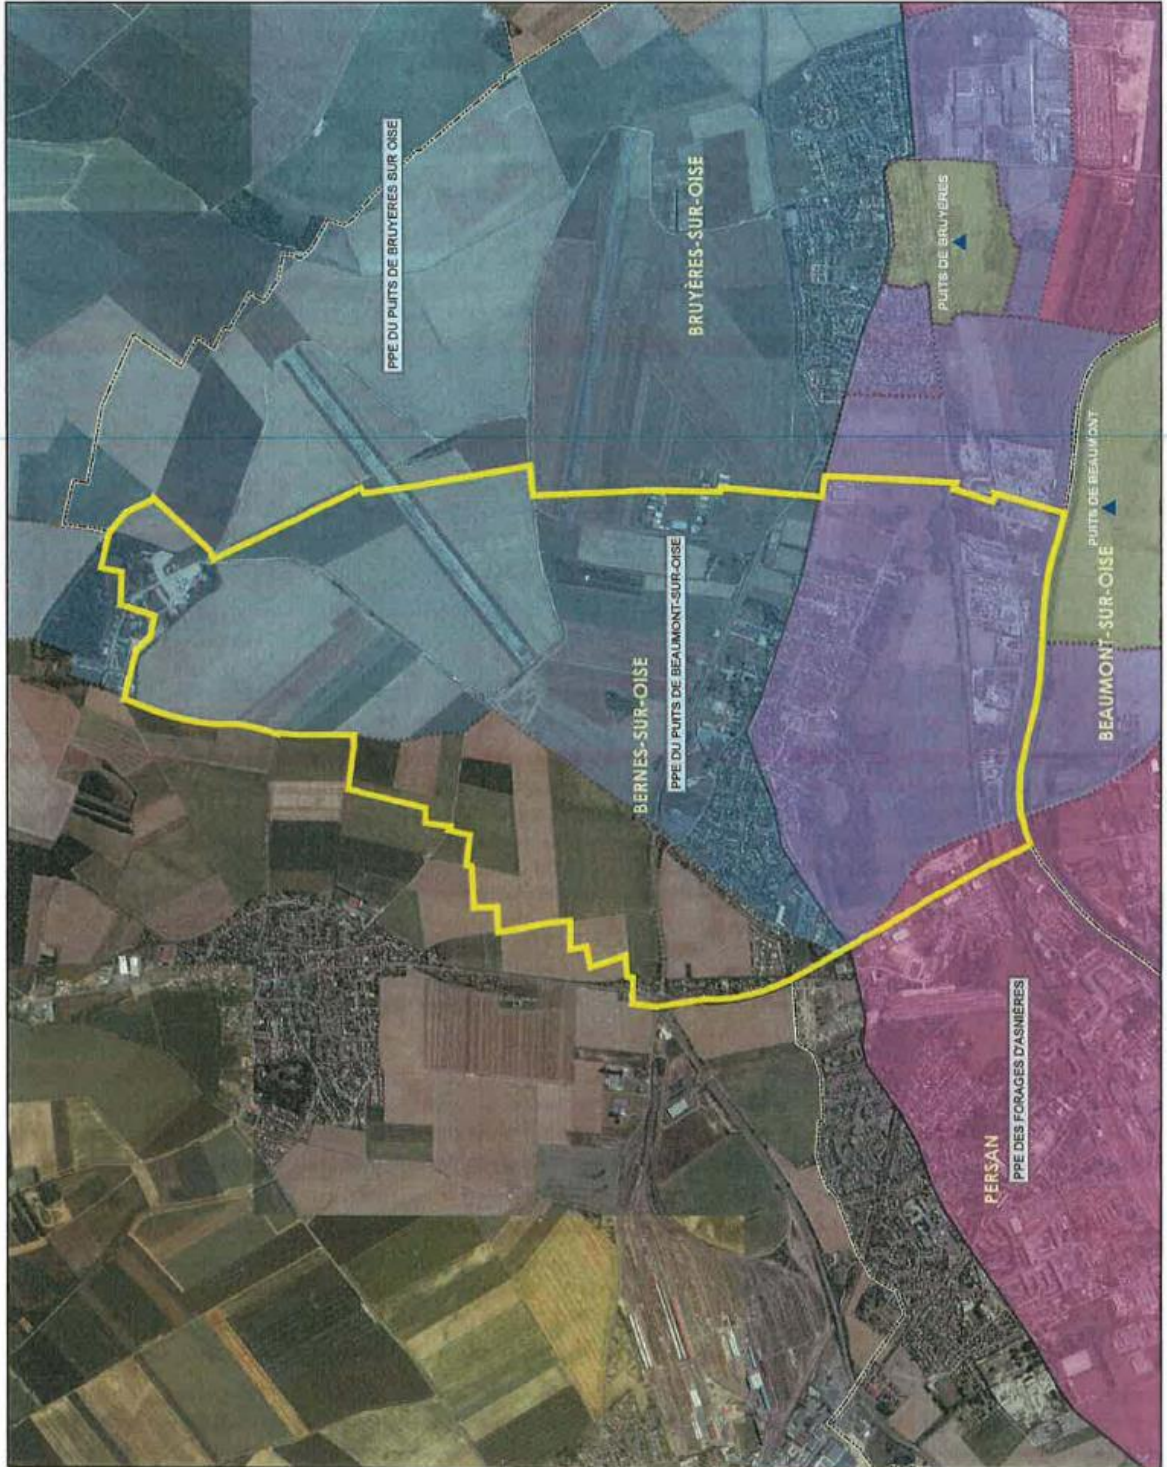 PPE DU PUITS DE BRUYERES SUR OISE
BRUYÈRES-SUR-OISE
PUITS DE BRUYÈRES
PUITS DE BEAUMONT
BEAUMONT-SUR-OISE
PPE DU PUITS DE BEAUMONT-SUR-OISE
BERNES-SUR-OISE
PERSAN
PPE DES FORAGES D'ASNIÈRES